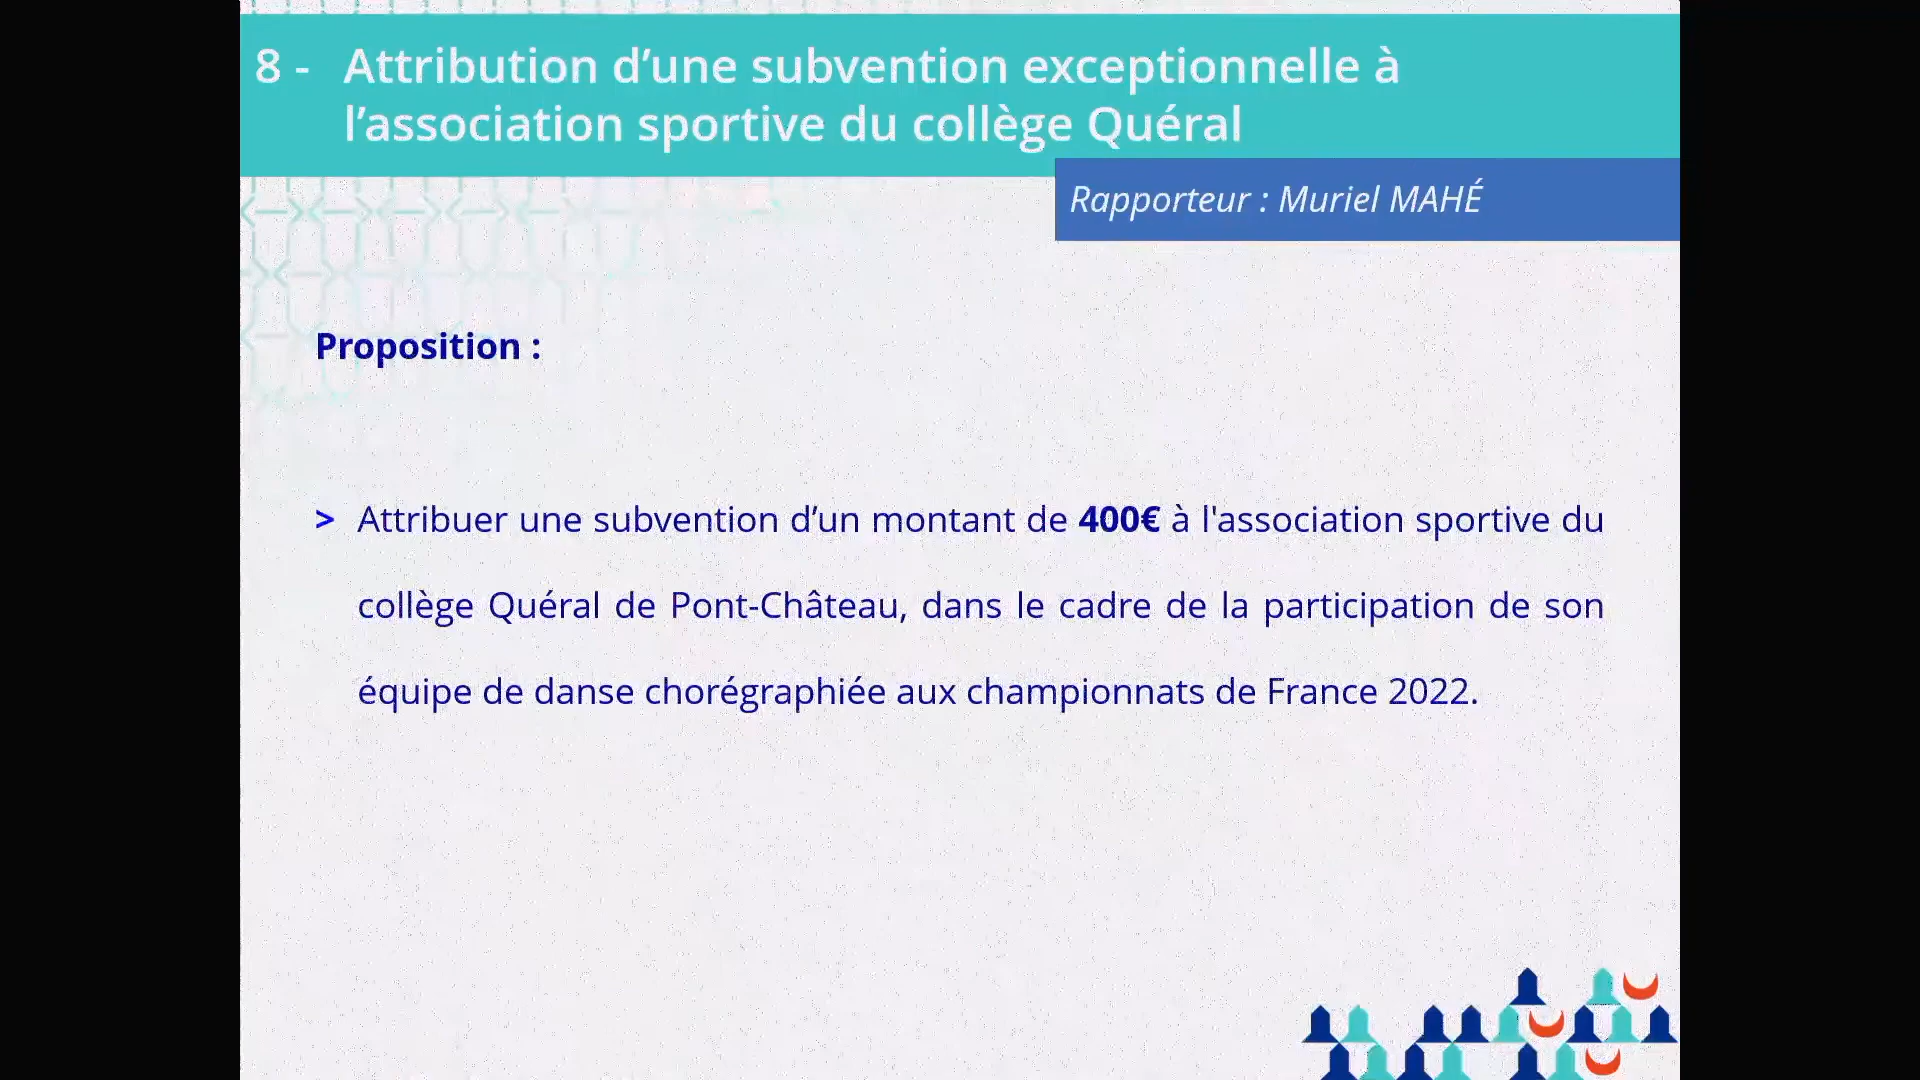 8 - Attribution d’une subvention exceptionnelle à
l’association sportive du collège Quéral
Rapporteur : Muriel MAHÉ
Proposition :
> Attribuer une subvention d’un montant de 400€ à l'association sportive du
collège Quéral de Pont-Château, dans le cadre de la participation de son
équipe de danse chorégraphiée aux championnats de France 2022.